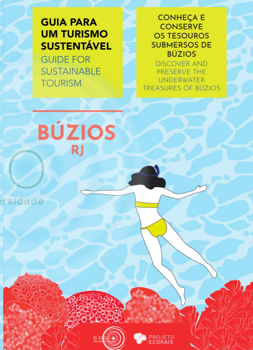 GUIA PARA
UM TURISMO
SUSTENTÁVEL
GUIDE FOR
SUSTAINABLE
TOURISM
CONHEÇA E
CONSERVE
OS TESOUROS
SUBMERSOS DE
BÚZIOS
DISCOVER AND
PRESERVE THE
UNDERWATER
TREASURES OF BÚZIOS
BÚZIOS
RJ
ersidade
PROJETO
ECORAIS